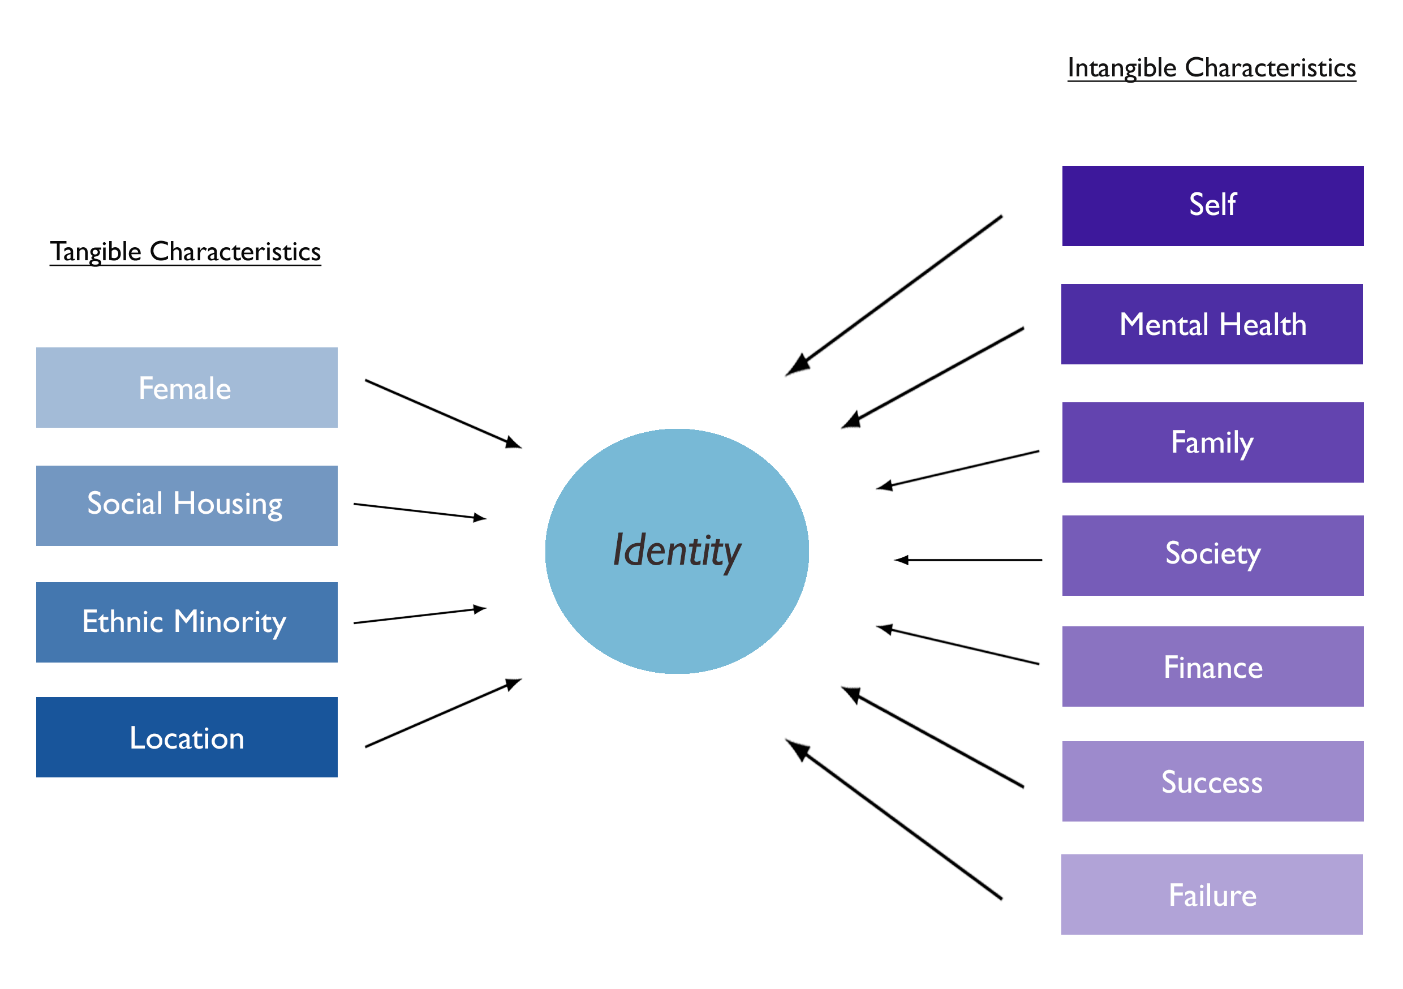 Tangible Characteristics
Female
Social Housing
Ethnic Minority
Location
Identity
Intangible Characteristics
Self
Mental Health
Family
Society
Finance
Success
Failure